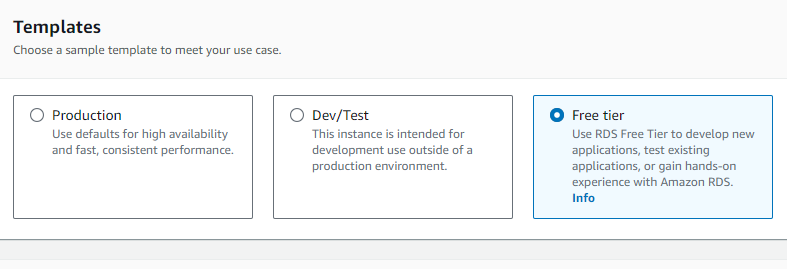 Templates
Choose a sample template to meet your use case.
Production
Use defaults for high availability
and fast, consistent performance.
Dev/Test
This instance is intended for
development use outside of a
production environment.
Free tier
Use RDS Free Tier to develop new
applications, test existing
applications, or gain hands-on
experience with Amazon RDS.
Info